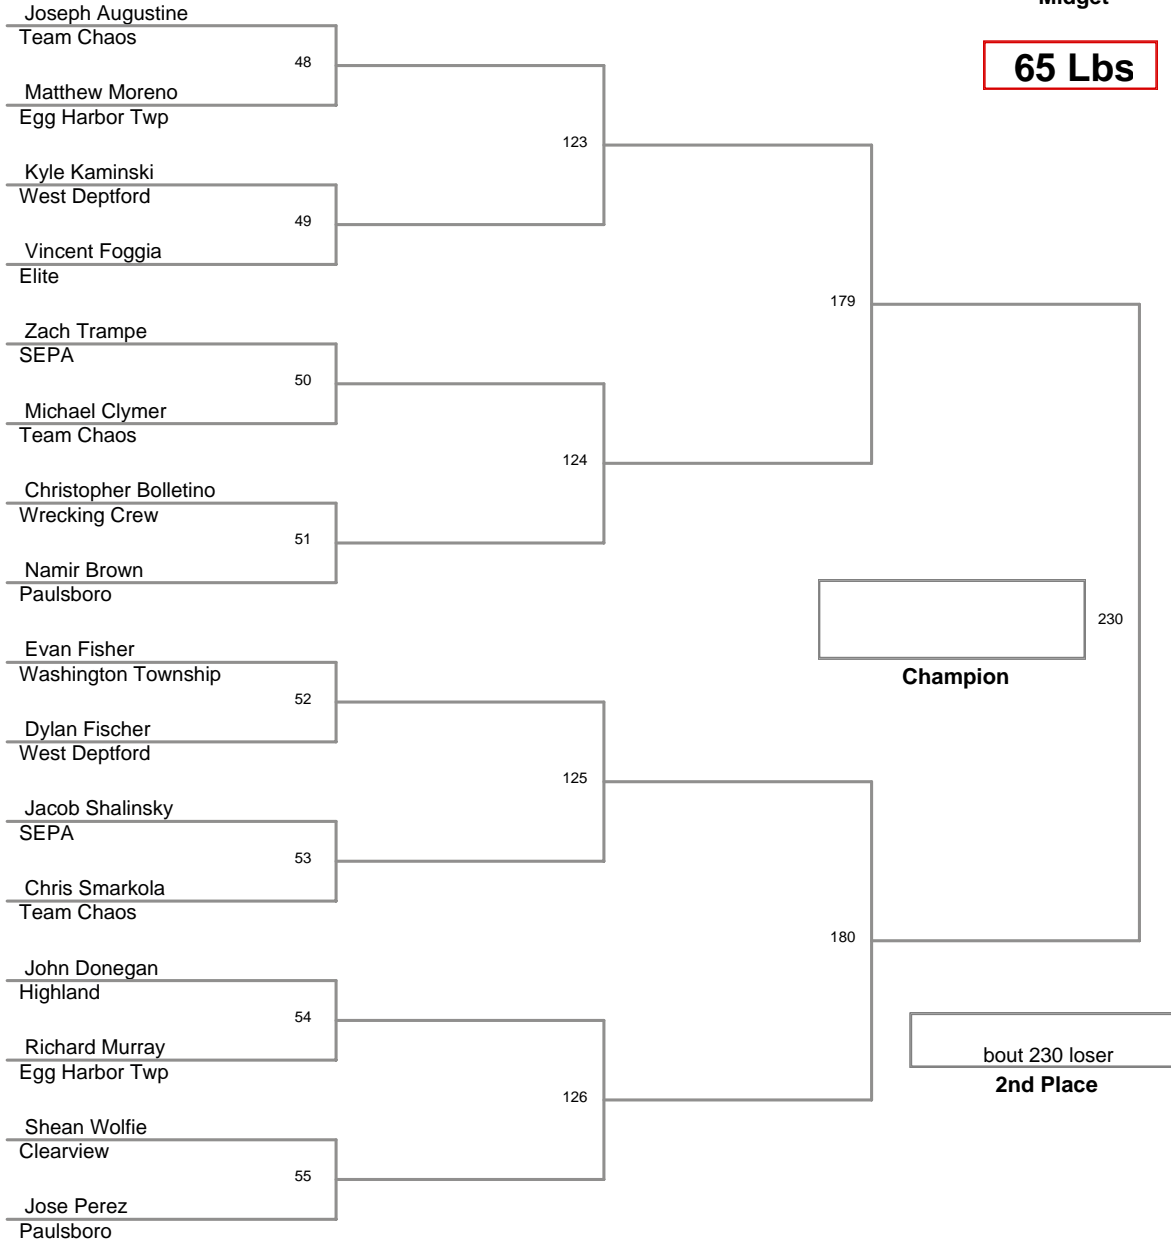 Midget
65 Lbs
Joseph Augustine
Team Chaos
48
Matthew Moreno
Egg Harbor Twp
123
Kyle Kaminski
West Deptford
49
Vincent Foggia
Elite
179
Zach Trampe
SEPA
50
Michael Clymer
Team Chaos
124
Christopher Bolletino
Wrecking Crew
51
Namir Brown
Paulsboro
230
Champion
Evan Fisher
Washington Township
52
Dylan Fischer
West Deptford
125
Jacob Shalinsky
SEPA
53
Chris Smarkola
Team Chaos
180
John Donegan
Highland
54
Richard Murray
Egg Harbor Twp
bout 230 loser
2nd Place
126
Shean Wolfie
Clearview
55
Jose Perez
Paulsboro